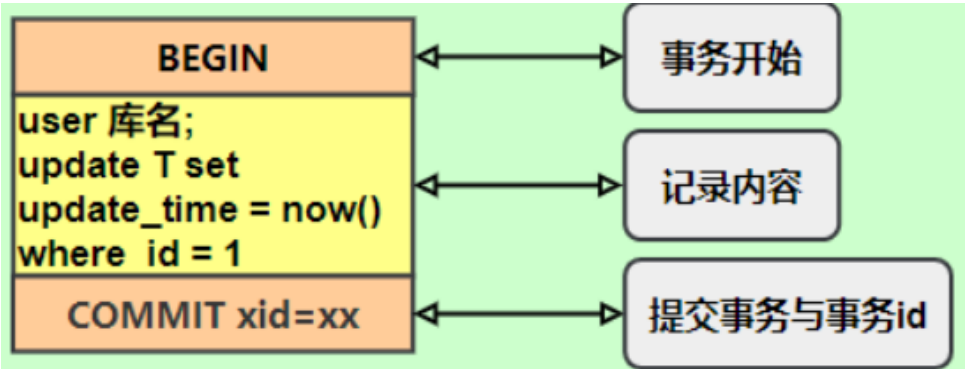 BEGIN
事务开始
user 库名;
update T set
update_time = now()
where id = 1
记录内容
COMMIT xid=xx
提交事务与事务id